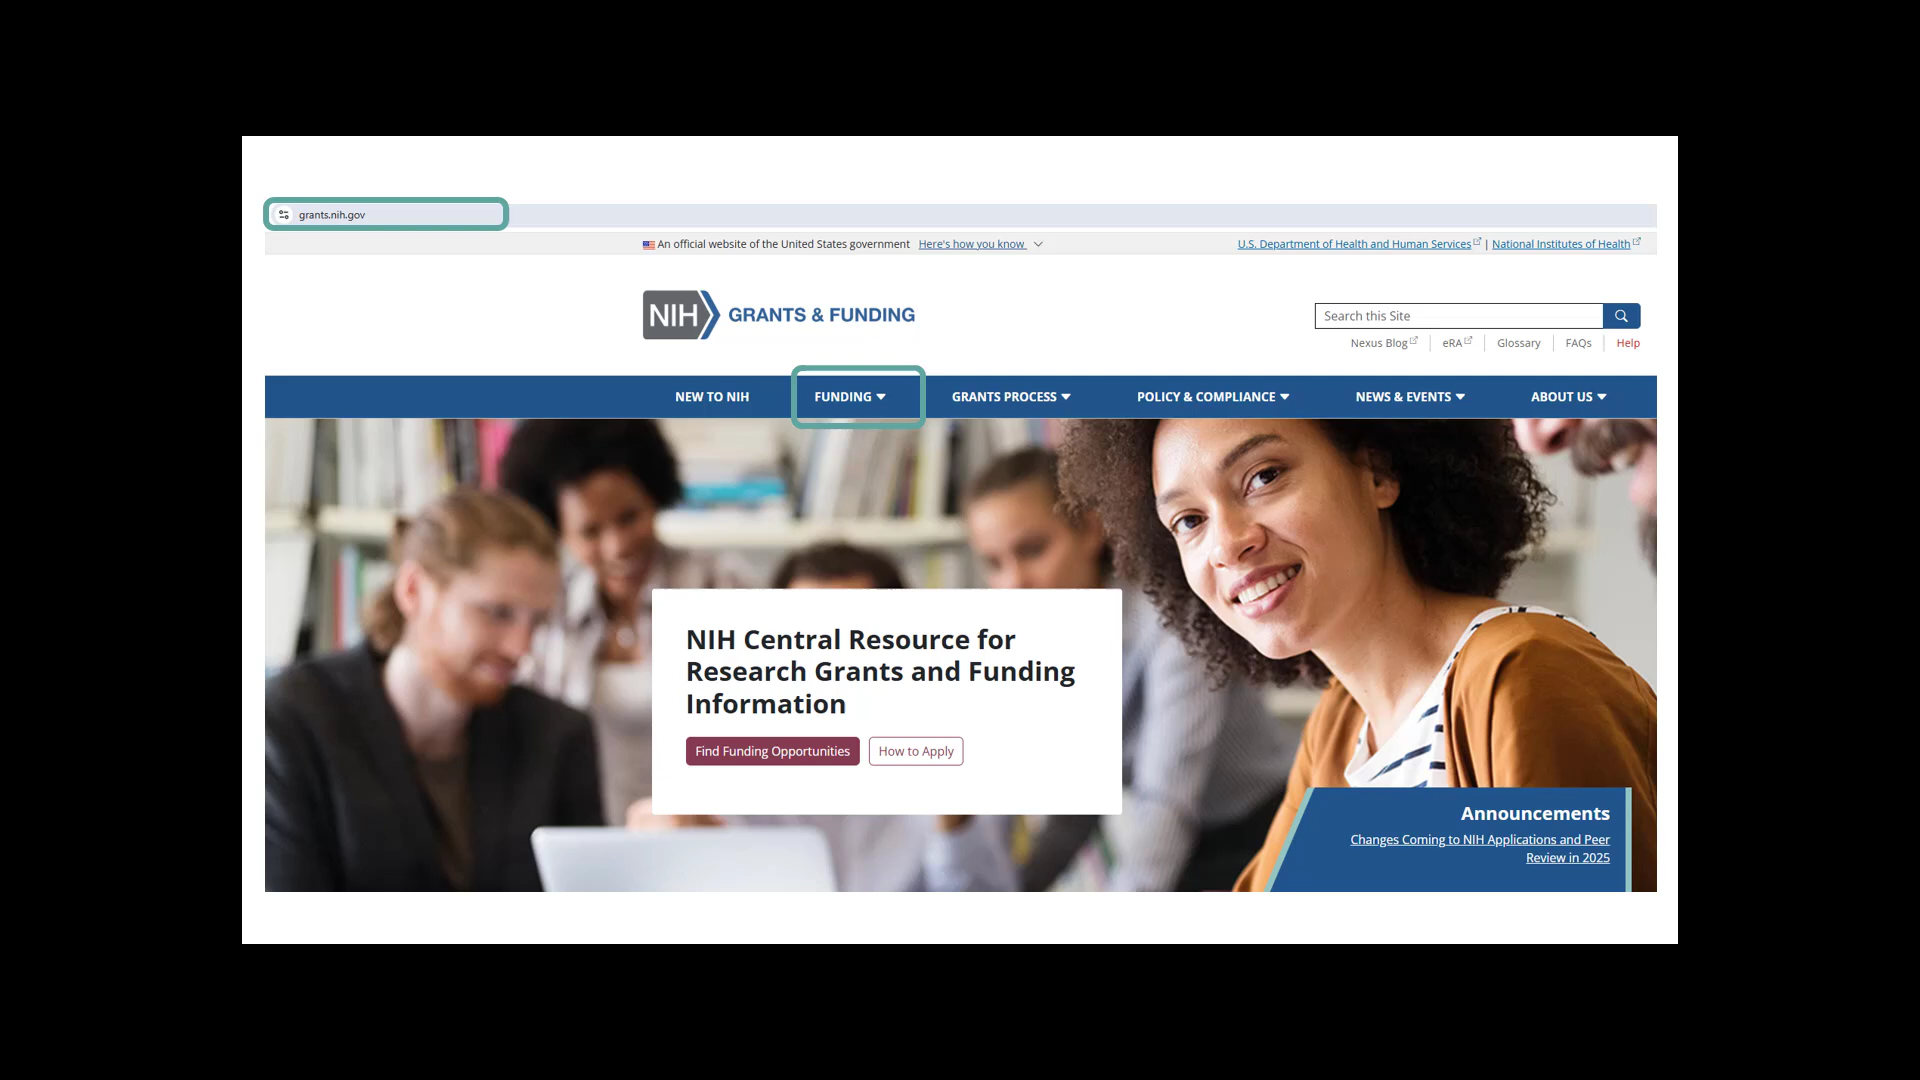 grants.nih.gov
An official website of the United States government Here's how you know
U.S. Department of Health and Human Services | National Institutes of Health
NIH GRANTS & FUNDING
Search this Site
Nexus Blog eRA Glossary FAQs Help
NEW TO NIH FUNDING GRANTS PROCESS POLICY & COMPLIANCE NEWS & EVENTS ABOUT US
NIH Central Resource for
Research Grants and Funding
Information
Find Funding Opportunities How to Apply
Announcements
Changes Coming to NIH Applications and Peer
Review in 2025